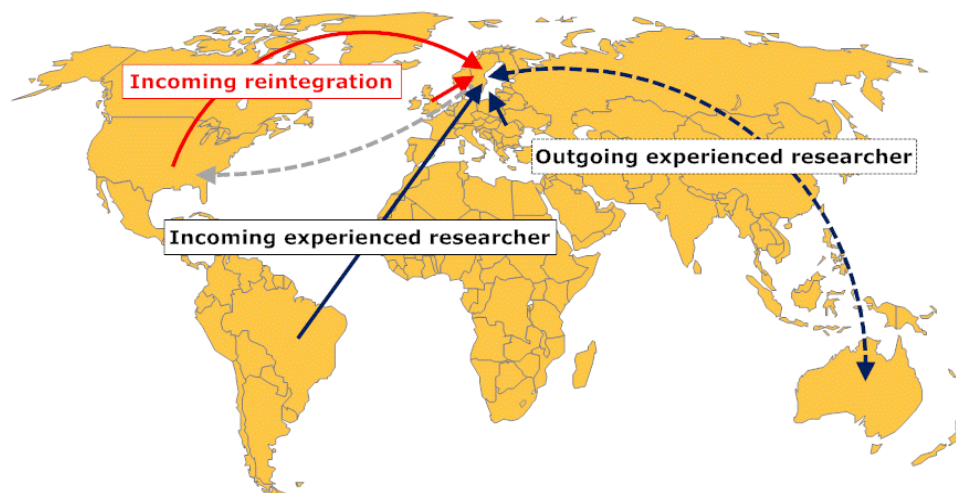 Incoming reintegration
Outgoing experienced researcher
Incoming experienced researcher